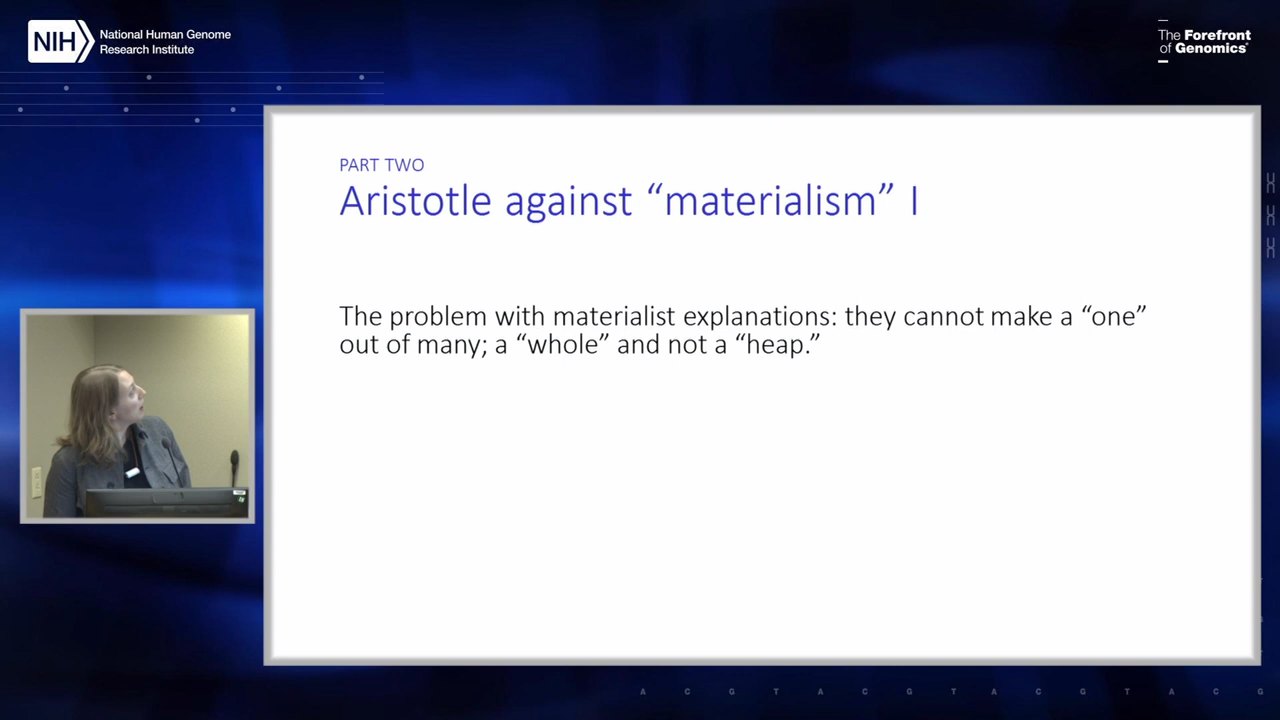 NIH
National Human Genome
Research Institute
The Forefront
of Genomics®
PART TWO
Aristotle against “materialism” I
The problem with materialist explanations: they cannot make a “one”
out of many; a “whole” and not a “heap.”
A C G T A C G T A C G T A C G